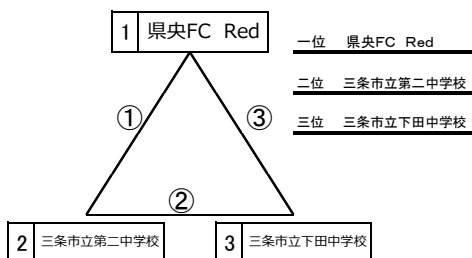 1 県央FC Red
一位 県央FC Red
二位 三条市立第二中学校
三位 三条市立下田中学校
① ③
②
2 三条市立第二中学校 3 三条市立下田中学校